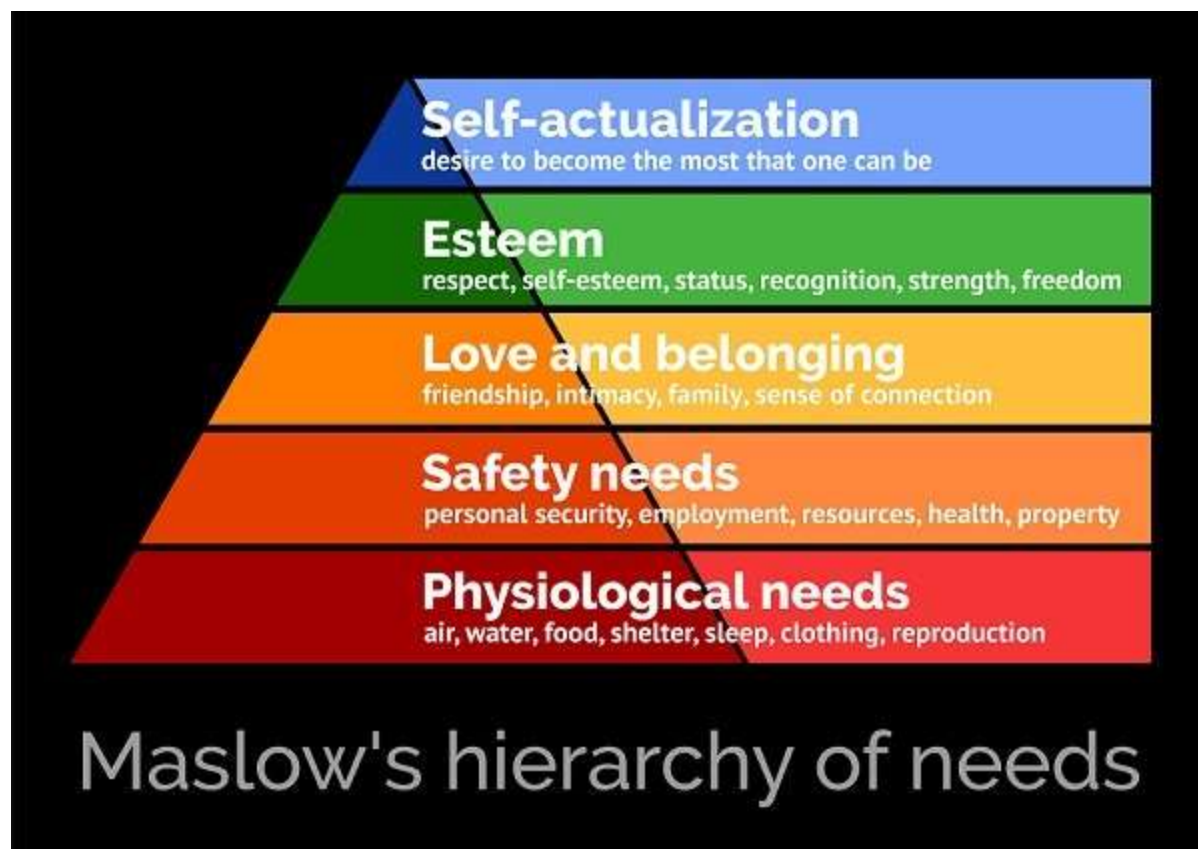 Self-actualization
desire to become the most that one can be
Esteem
respect, self-esteem, status, recognition, strength, freedom
Love and belonging
friendship, intimacy, family, sense of connection
Safety needs
personal security, employment, resources, health, property
Physiological needs
air, water, food, shelter, sleep, clothing, reproduction
Maslow's hierarchy of needs